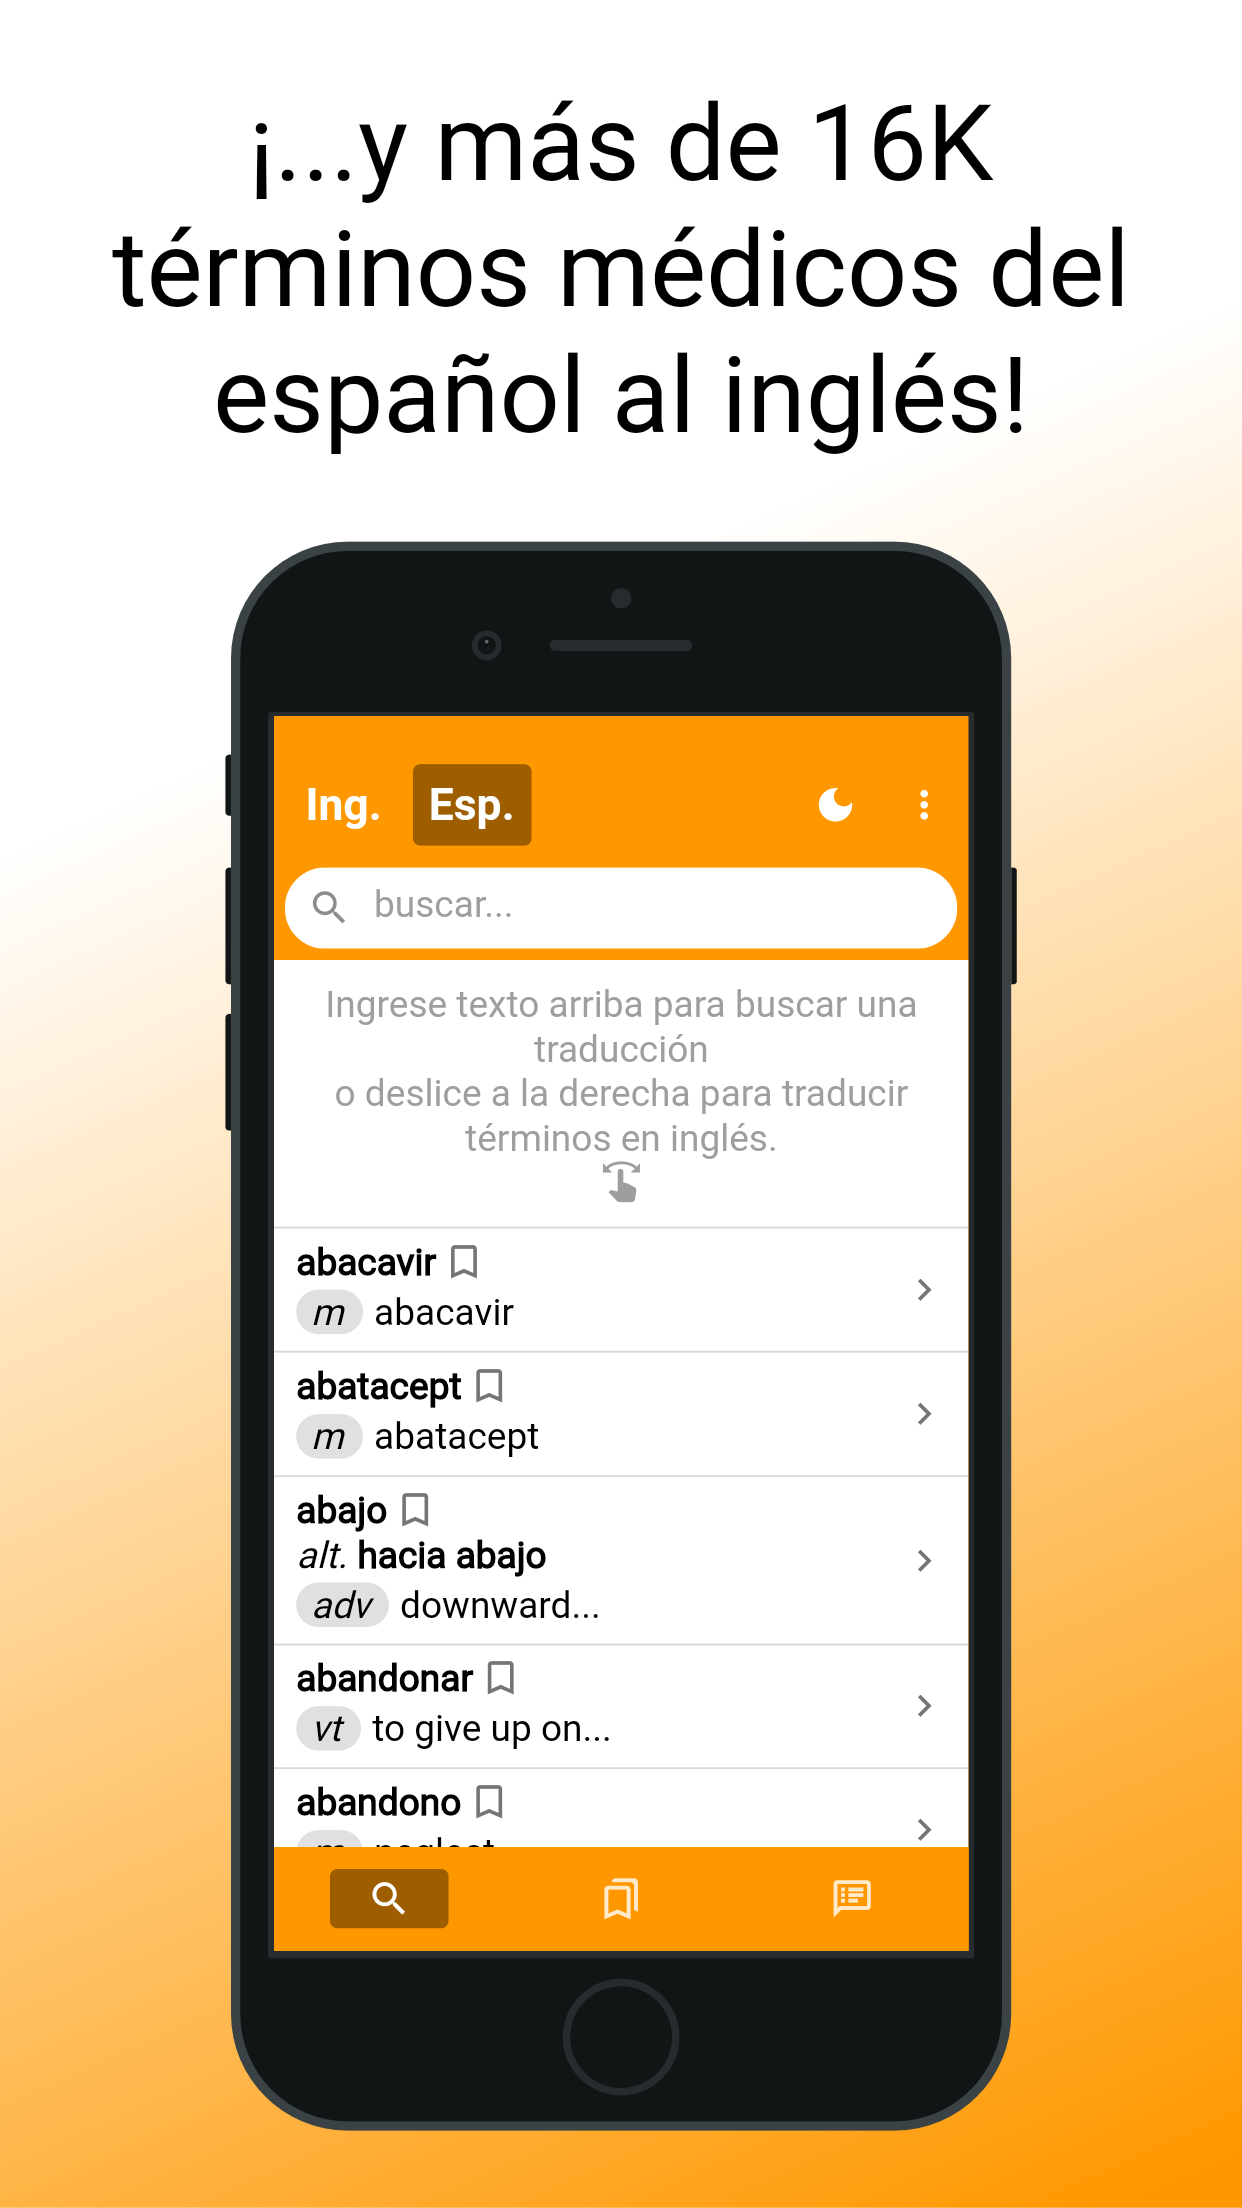 ¡...y más de 16K
términos médicos del
español al inglés!
Ing. Esp.
buscar...
Ingrese texto arriba para buscar una
traducción
o deslice a la derecha para traducir
términos en inglés.
abacavir
m abacavir
abatacept
m abatacept
abajo
alt. hacia abajo
adv downward...
abandonar
vt to give up on...
abandono